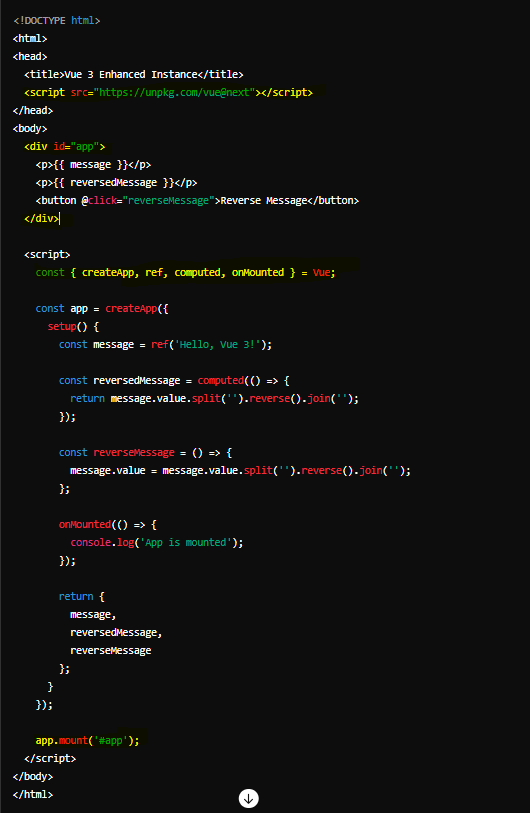 <!DOCTYPE html>
<html>
<head>
  <title>Vue 3 Enhanced Instance</title>
  <script src="https://unpkg.com/vue@next"></script>
</head>
<body>
  <div id="app">
    <p>{{ message }}</p>
    <p>{{ reversedMessage }}</p>
    <button @click="reverseMessage">Reverse Message</button>
  </div>

  <script>
    const { createApp, ref, computed, onMounted } = Vue;

    const app = createApp({
      setup() {
        const message = ref('Hello, Vue 3!');

        const reversedMessage = computed(() => {
          return message.value.split('').reverse().join('');
        });

        const reverseMessage = () => {
          message.value = message.value.split('').reverse().join('');
        };

        onMounted(() => {
          console.log('App is mounted');
        });

        return {
          message,
          reversedMessage,
          reverseMessage
        };
      }
    });

    app.mount('#app');
  </script>
</body>
</html>